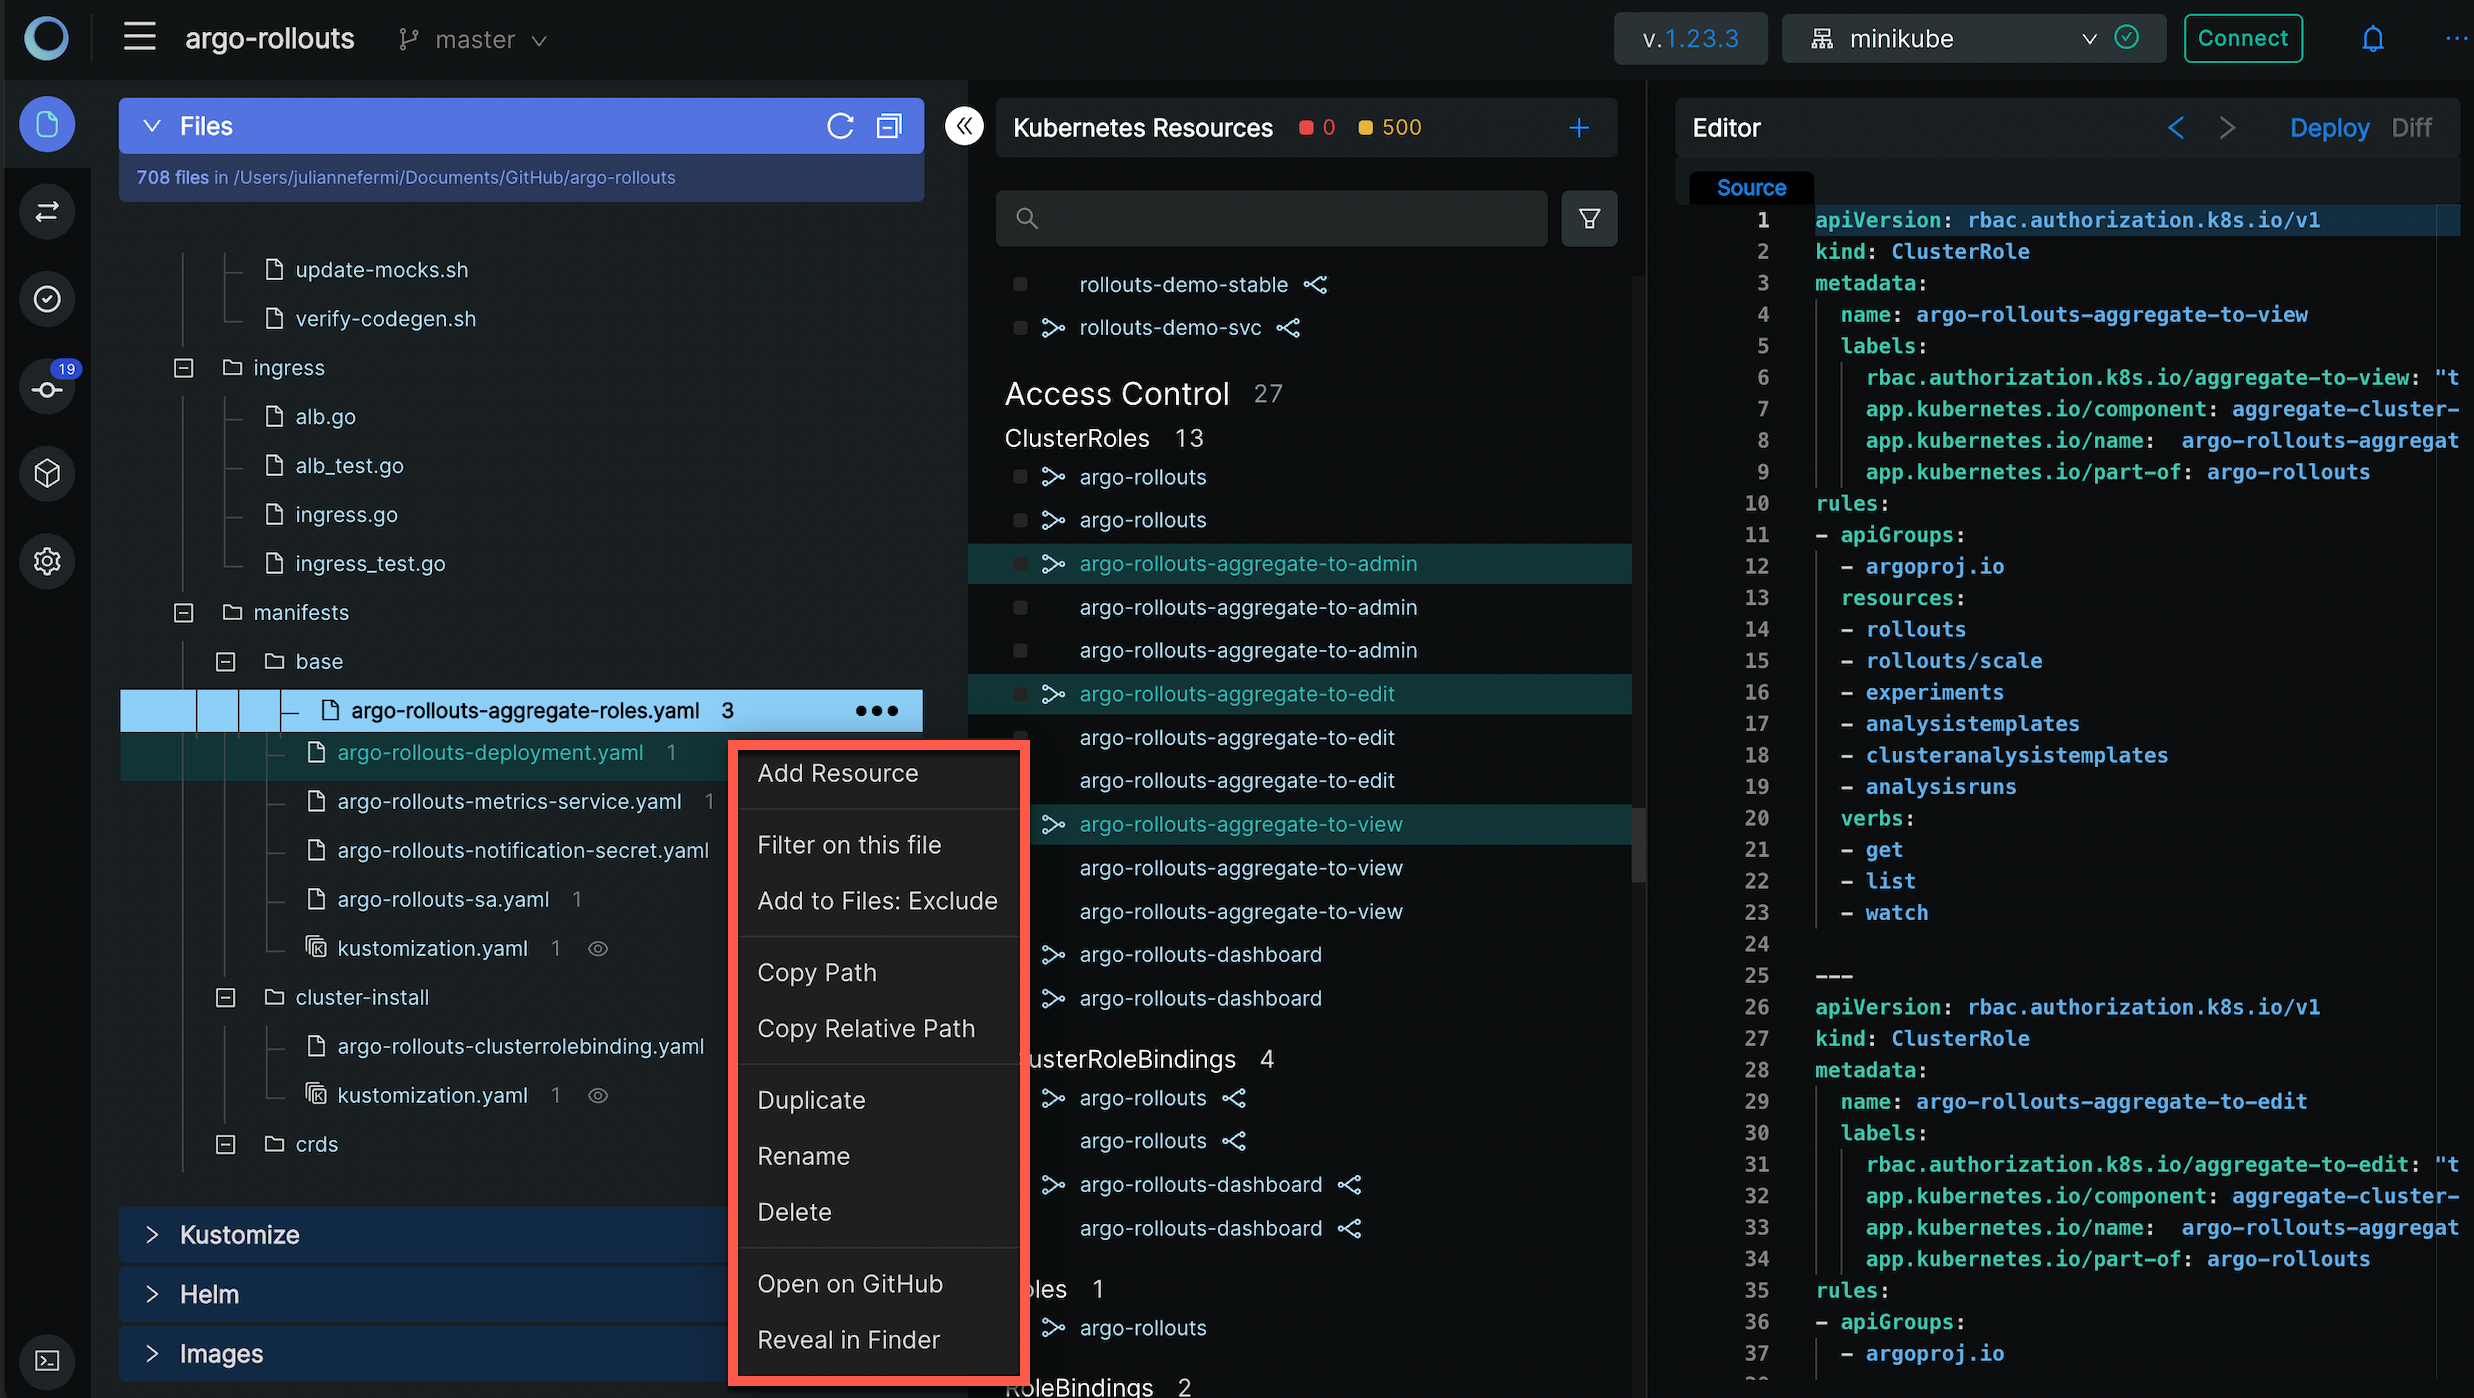 argo-rollouts master v.1.23.3 minikube Connect
Files
708 files in /Users/juliannefermi/Documents/GitHub/argo-rollouts
19
update-mocks.sh
verify-codegen.sh
ingress
alb.go
alb_test.go
ingress.go
ingress_test.go
manifests
base
argo-rollouts-aggregate-roles.yaml 3 •••
argo-rollouts-deployment.yaml 1
argo-rollouts-metrics-service.yaml 1
argo-rollouts-notification-secret.yaml
argo-rollouts-sa.yaml 1
kustomization.yaml 1
cluster-install
argo-rollouts-clusterrolebinding.yaml
kustomization.yaml 1
crds
Kustomize
Helm
Images
Add Resource
Filter on this file
Add to Files: Exclude
Copy Path
Copy Relative Path
Duplicate
Rename
Delete
Open on GitHub
Reveal in Finder
Kubernetes Resources 0 500 +
rollouts-demo-stable
rollouts-demo-svc
Access Control 27
ClusterRoles 13
argo-rollouts
argo-rollouts
argo-rollouts-aggregate-to-admin
argo-rollouts-aggregate-to-admin
argo-rollouts-aggregate-to-admin
argo-rollouts-aggregate-to-edit
argo-rollouts-aggregate-to-edit
argo-rollouts-aggregate-to-edit
argo-rollouts-aggregate-to-view
argo-rollouts-aggregate-to-view
argo-rollouts-aggregate-to-view
argo-rollouts-dashboard
argo-rollouts-dashboard
usterRoleBindings 4
argo-rollouts
argo-rollouts
argo-rollouts-dashboard
argo-rollouts-dashboard
oles 1
argo-rollouts
RoleBindings 2
Editor Deploy Diff
Source
1 apiVersion: rbac.authorization.k8s.io/v1
2 kind: ClusterRole
3 metadata:
4 name: argo-rollouts-aggregate-to-view
5 labels:
6 rbac.authorization.k8s.io/aggregate-to-view: "t
7 app.kubernetes.io/component: aggregate-cluster-
8 app.kubernetes.io/name: argo-rollouts-aggregat
9 app.kubernetes.io/part-of: argo-rollouts
10 rules:
11 - apiGroups:
12 - argoproj.io
13 resources:
14 - rollouts
15 - rollouts/scale
16 - experiments
17 - analysistemplates
18 - clusteranalysistemplates
19 - analysisruns
20 verbs:
21 - get
22 - list
23 - watch
24
25 ---
26 apiVersion: rbac.authorization.k8s.io/v1
27 kind: ClusterRole
28 metadata:
29 name: argo-rollouts-aggregate-to-edit
30 labels:
31 rbac.authorization.k8s.io/aggregate-to-edit: "t
32 app.kubernetes.io/component: aggregate-cluster-
33 app.kubernetes.io/name: argo-rollouts-aggregat
34 app.kubernetes.io/part-of: argo-rollouts
35 rules:
36 - apiGroups:
37 - argoproj.io